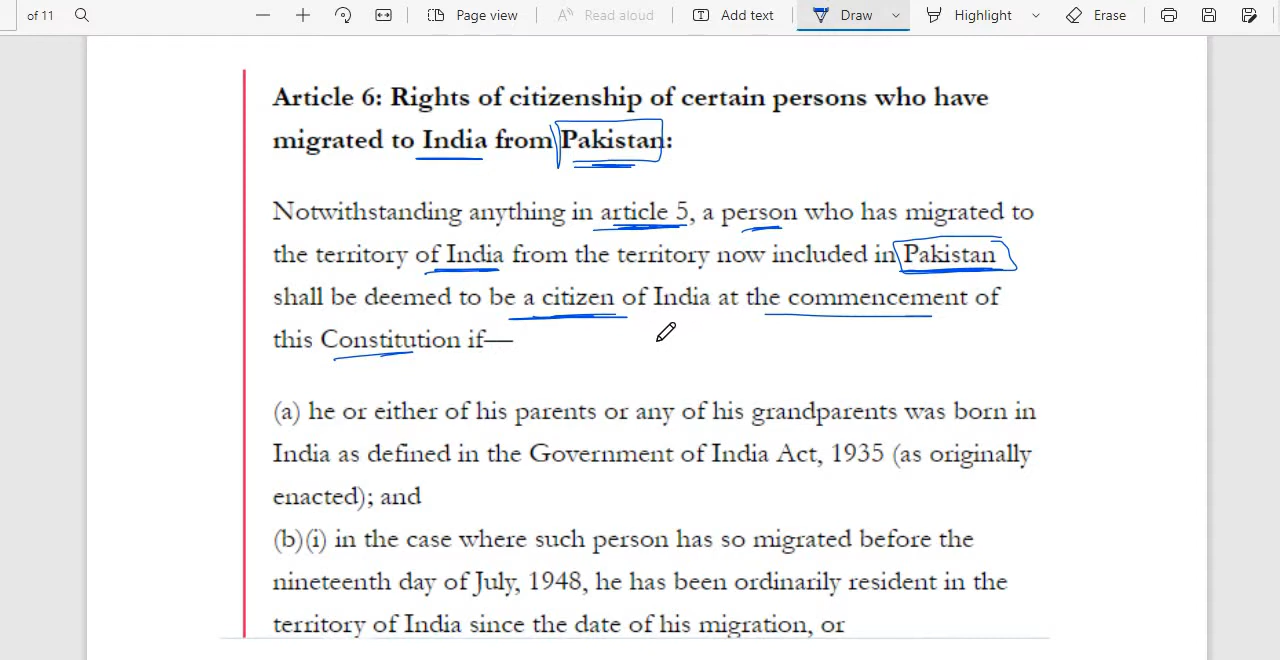 of 11 Page view Read aloud Add text Draw Highlight Erase
Article 6: Rights of citizenship of certain persons who have
migrated to India from Pakistan:
Notwithstanding anything in article 5, a person who has migrated to
the territory of India from the territory now included in Pakistan
shall be deemed to be a citizen of India at the commencement of
this Constitution if—
(a) he or either of his parents or any of his grandparents was born in
India as defined in the Government of India Act, 1935 (as originally
enacted); and
(b)(i) in the case where such person has so migrated before the
nineteenth day of July, 1948, he has been ordinarily resident in the
territory of India since the date of his migration, or